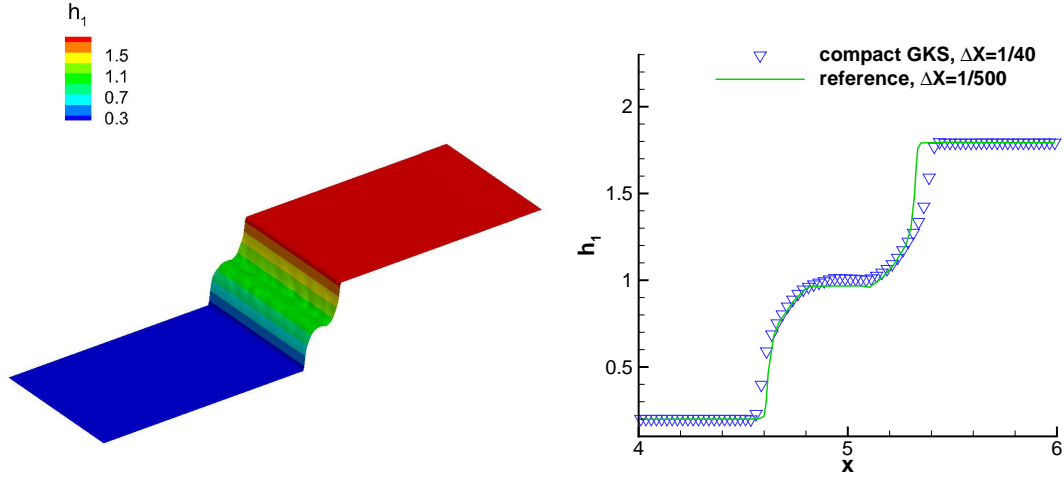 h1
1.5
1.1
0.7
0.3
compact GKS, ΔX=1/40
reference, ΔX=1/500
2
1.5
1
0.5
h1
4
5
6
x